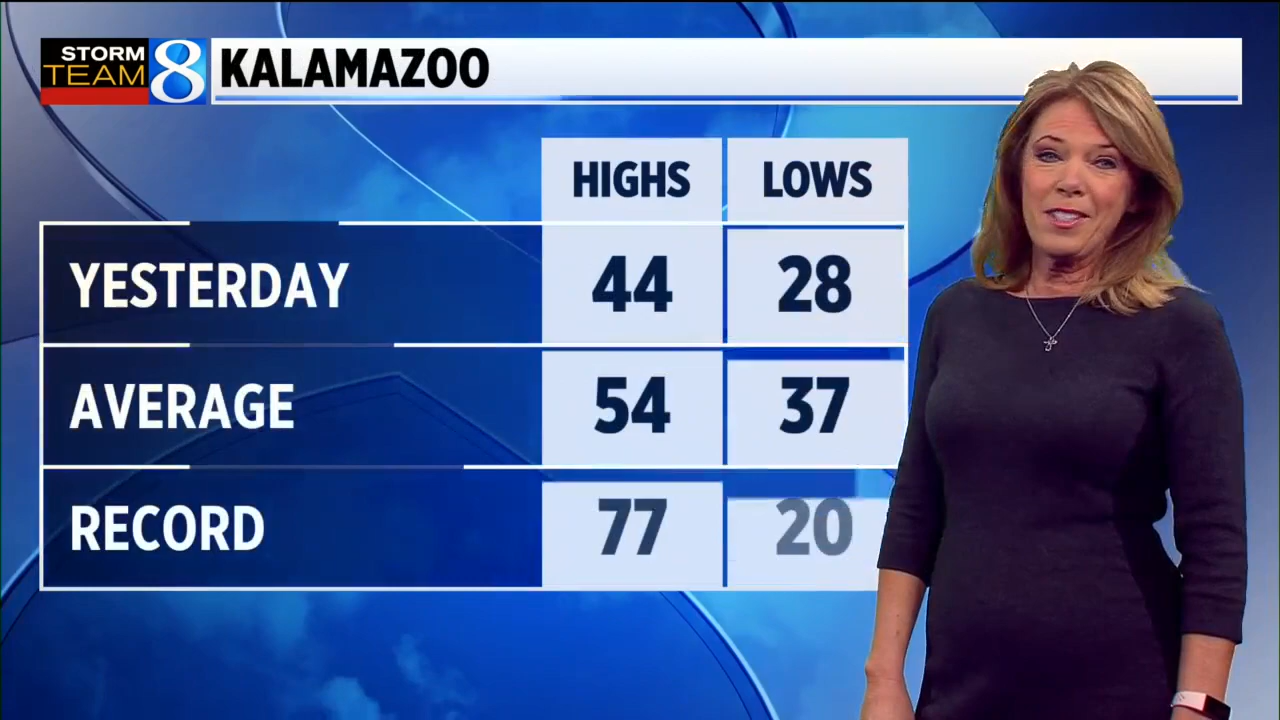 STORM
TEAM 8
KALAMAZOO
HIGHS LOWS
YESTERDAY 44 28
AVERAGE 54 37
RECORD 77 20